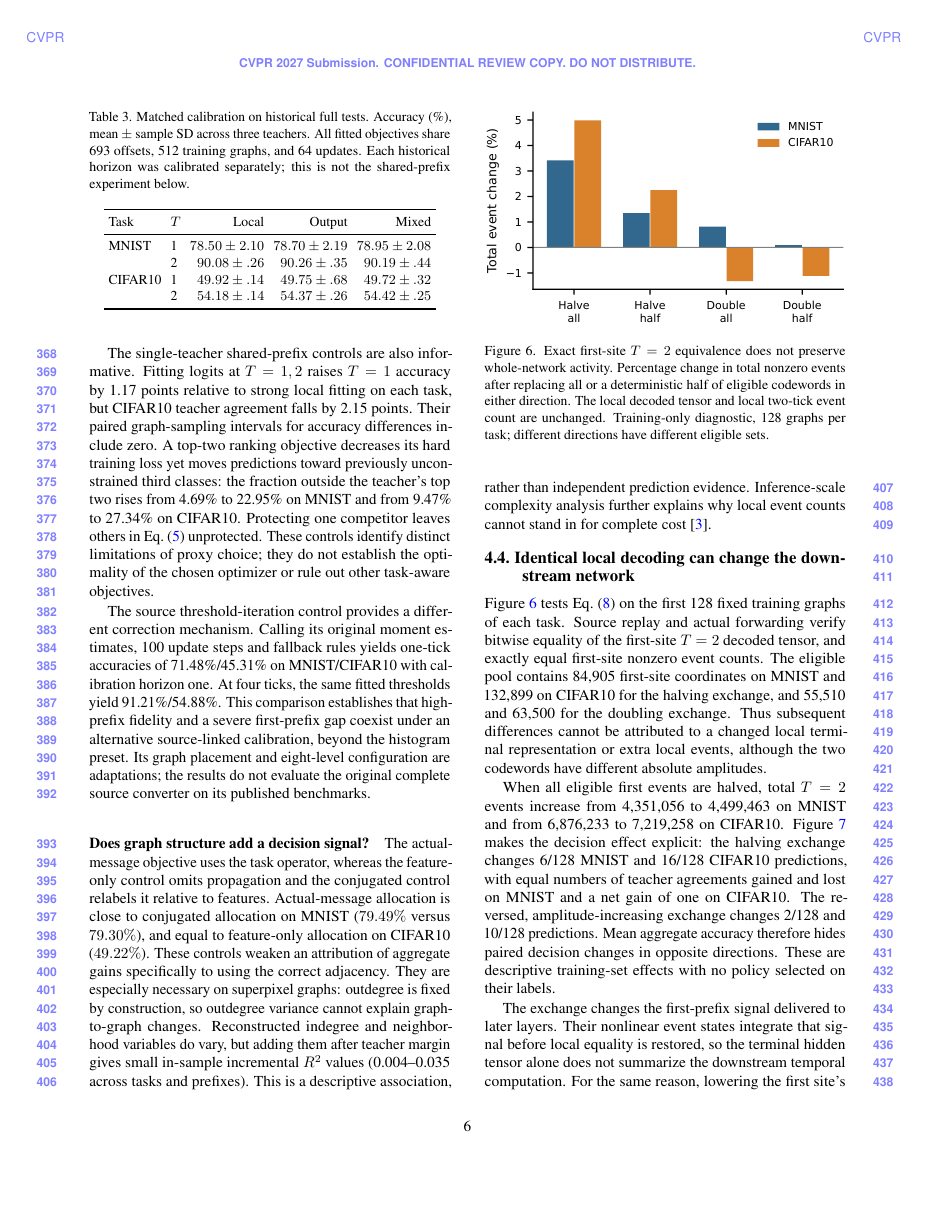 CVPR
CVPR
CVPR 2027 Submission. CONFIDENTIAL REVIEW COPY. DO NOT DISTRIBUTE.
Table 3. Matched calibration on historical full tests. Accuracy (%),
mean ± sample SD across three teachers. All fitted objectives share
693 offsets, 512 training graphs, and 64 updates. Each historical
horizon was calibrated separately; this is not the shared-prefix
experiment below.
Task T Local Output Mixed
MNIST 1 78.50 ± 2.10 78.70 ± 2.19 78.95 ± 2.08
2 90.08 ± .26 90.26 ± .35 90.19 ± .44
CIFAR10 1 49.92 ± .14 49.75 ± .68 49.72 ± .32
2 54.18 ± .14 54.37 ± .26 54.42 ± .25
368 The single-teacher shared-prefix controls are also infor-
369 mative. Fitting logits at T = 1, 2 raises T = 1 accuracy
370 by 1.17 points relative to strong local fitting on each task,
371 but CIFAR10 teacher agreement falls by 2.15 points. Their
372 paired graph-sampling intervals for accuracy differences in-
373 clude zero. A top-two ranking objective decreases its hard
374 training loss yet moves predictions toward previously uncon-
375 strained third classes: the fraction outside the teacher's top
376 two rises from 4.69% to 22.95% on MNIST and from 9.47%
377 to 27.34% on CIFAR10. Protecting one competitor leaves
378 others in Eq. (5) unprotected. These controls identify distinct
379 limitations of proxy choice; they do not establish the opti-
380 mality of the chosen optimizer or rule out other task-aware
381 objectives.
382 The source threshold-iteration control provides a differ-
383 ent correction mechanism. Calling its original moment es-
384 timates, 100 update steps and fallback rules yields one-tick
385 accuracies of 71.48%/45.31% on MNIST/CIFAR10 with cal-
386 ibration horizon one. At four ticks, the same fitted thresholds
387 yield 91.21%/54.88%. This comparison establishes that high-
388 prefix fidelity and a severe first-prefix gap coexist under an
389 alternative source-linked calibration, beyond the histogram
390 preset. Its graph placement and eight-level configuration are
391 adaptations; the results do not evaluate the original complete
392 source converter on its published benchmarks.
393 Does graph structure add a decision signal? The actual-
394 message objective uses the task operator, whereas the feature-
395 only control omits propagation and the conjugated control
396 relabels it relative to features. Actual-message allocation is
397 close to conjugated allocation on MNIST (79.49% versus
398 79.30%), and equal to feature-only allocation on CIFAR10
399 (49.22%). These controls weaken an attribution of aggregate
400 gains specifically to using the correct adjacency. They are
401 especially necessary on superpixel graphs: outdegree is fixed
402 by construction, so outdegree variance cannot explain graph-
403 to-graph changes. Reconstructed indegree and neighbor-
404 hood variables do vary, but adding them after teacher margin
405 gives small in-sample incremental R² values (0.004–0.035
406 across tasks and prefixes). This is a descriptive association,
Total event change (%)
5
4
3
2
1
0
−1
MNIST
CIFAR10
Halve all
Halve half
Double all
Double half
Figure 6. Exact first-site T = 2 equivalence does not preserve
whole-network activity. Percentage change in total nonzero events
after replacing all or a deterministic half of eligible codewords in
either direction. The local decoded tensor and local two-tick event
count are unchanged. Training-only diagnostic, 128 graphs per
task; different directions have different eligible sets.
rather than independent prediction evidence. Inference-scale 407
complexity analysis further explains why local event counts 408
cannot stand in for complete cost [3]. 409
4.4. Identical local decoding can change the down- 410
stream network 411
Figure 6 tests Eq. (8) on the first 128 fixed training graphs 412
of each task. Source replay and actual forwarding verify 413
bitwise equality of the first-site T = 2 decoded tensor, and 414
exactly equal first-site nonzero event counts. The eligible 415
pool contains 84,905 first-site coordinates on MNIST and 416
132,899 on CIFAR10 for the halving exchange, and 55,510 417
and 63,500 for the doubling exchange. Thus subsequent 418
differences cannot be attributed to a changed local termi- 419
nal representation or extra local events, although the two 420
codewords have different absolute amplitudes. 421
When all eligible first events are halved, total T = 2 422
events increase from 4,351,056 to 4,499,463 on MNIST 423
and from 6,876,233 to 7,219,258 on CIFAR10. Figure 7 424
makes the decision effect explicit: the halving exchange 425
changes 6/128 MNIST and 16/128 CIFAR10 predictions, 426
with equal numbers of teacher agreements gained and lost 427
on MNIST and a net gain of one on CIFAR10. The re- 428
versed, amplitude-increasing exchange changes 2/128 and 429
10/128 predictions. Mean aggregate accuracy therefore hides 430
paired decision changes in opposite directions. These are 431
descriptive training-set effects with no policy selected on 432
their labels. 433
The exchange changes the first-prefix signal delivered to 434
later layers. Their nonlinear event states integrate that sig- 435
nal before local equality is restored, so the terminal hidden 436
tensor alone does not summarize the downstream temporal 437
computation. For the same reason, lowering the first site's 438
6